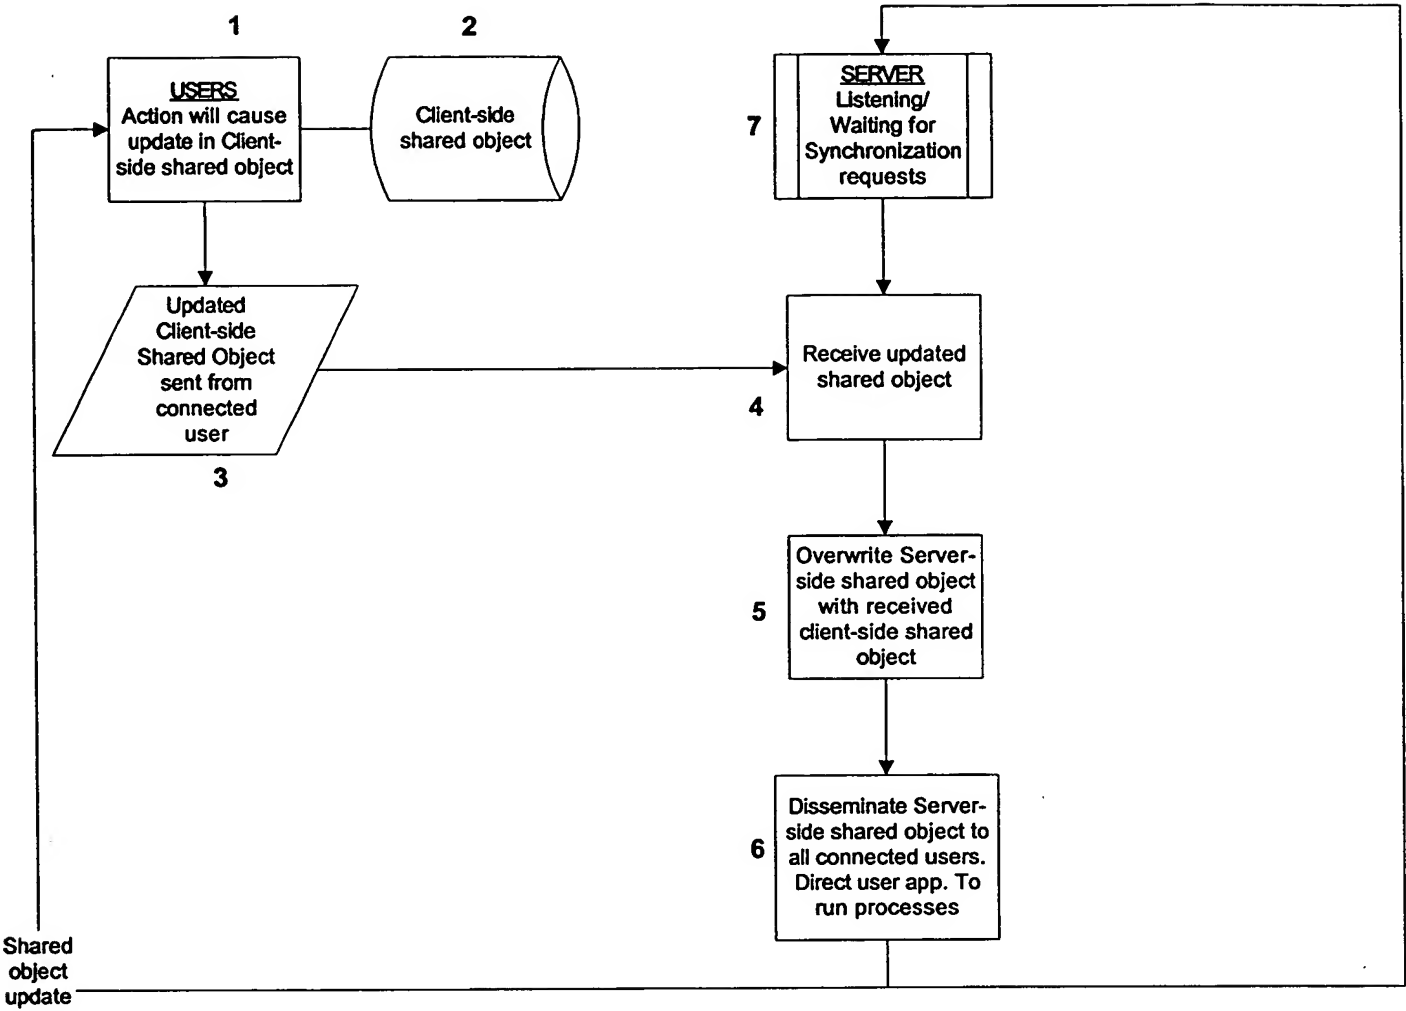 1
2
USERS
Action will cause
update in Client-
side shared object
Client-side
shared object
7
SERVER
Listening/
Waiting for
Synchronization
requests
Updated
Client-side
Shared Object
sent from
connected
user
3
Receive updated
shared object
4
Overwrite Server-
side shared object
with received
client-side shared
object
5
Disseminate Server-
side shared object to
all connected users.
Direct user app. To
run processes
6
Shared
object
update